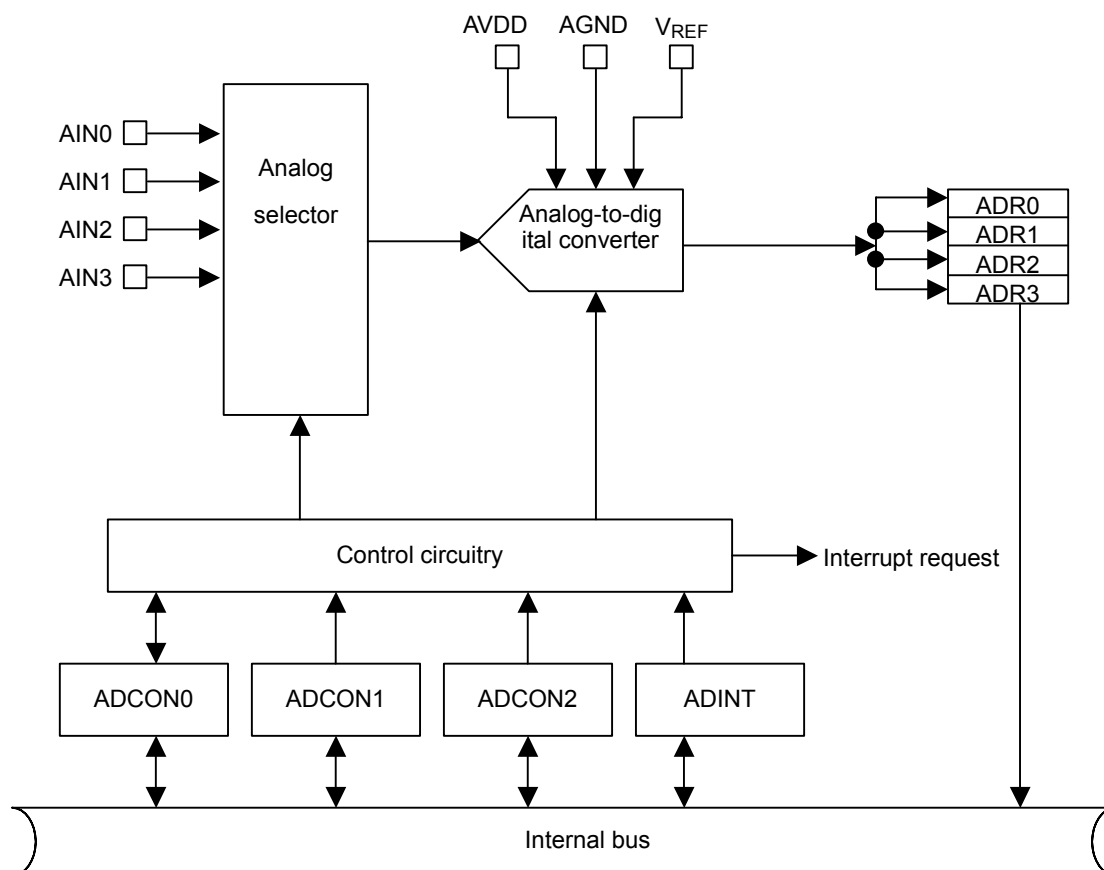 AVDD AGND VREF
AIN0
AIN1
AIN2
AIN3
Analog
selector
Analog-to-dig
ital converter
ADR0
ADR1
ADR2
ADR3
Control circuitry
Interrupt request
ADCON0 ADCON1 ADCON2 ADINT
Internal bus